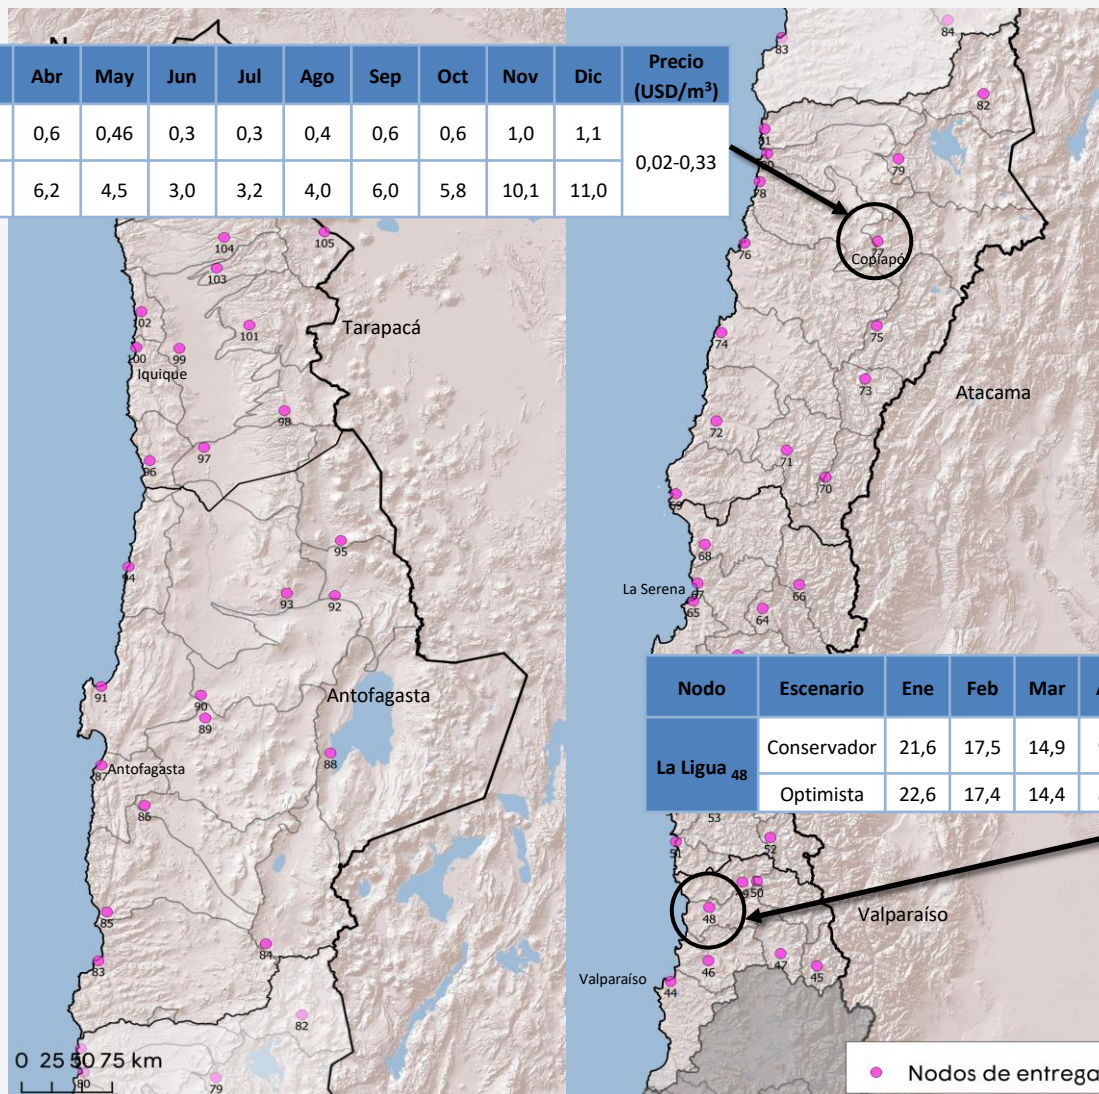 N
Abr May Jun Jul Ago Sep Oct Nov Dic Precio
(USD/m³)
0,6 0,46 0,3 0,3 0,4 0,6 0,6 1,0 1,1 0,02-0,33
6,2 4,5 3,0 3,2 4,0 6,0 5,8 10,1 11,0
104
105
103
102
101
Tarapacá
100
99
Iquique
98
97
96
95
94
93
92
91
90
Antofagasta
89
88
87
Antofagasta
86
85
84
83
82
80
79
0 25 50 75 km
84
83
82
81
80
79
78
76
77
Copiapó
75
74
73
Atacama
72
71
70
69
68
La Serena
67
66
65
64
Nodo Escenario Ene Feb Mar
La Ligua 48
Conservador 21,6 17,5 14,9
Optimista 22,6 17,4 14,4
53
52
50
48
Valparaíso
47
46
45
Valparaíso
44
Nodos de entrega